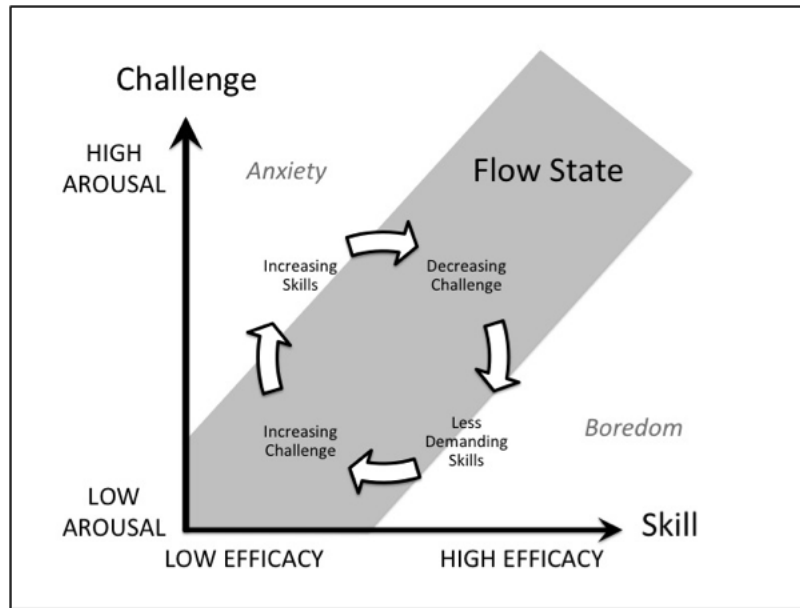 Challenge
HIGH
AROUSAL
Anxiety
Flow State
Increasing
Skills
Decreasing
Challenge
Increasing
Challenge
Less
Demanding
Skills
Boredom
LOW
AROUSAL
Skill
LOW EFFICACY
HIGH EFFICACY